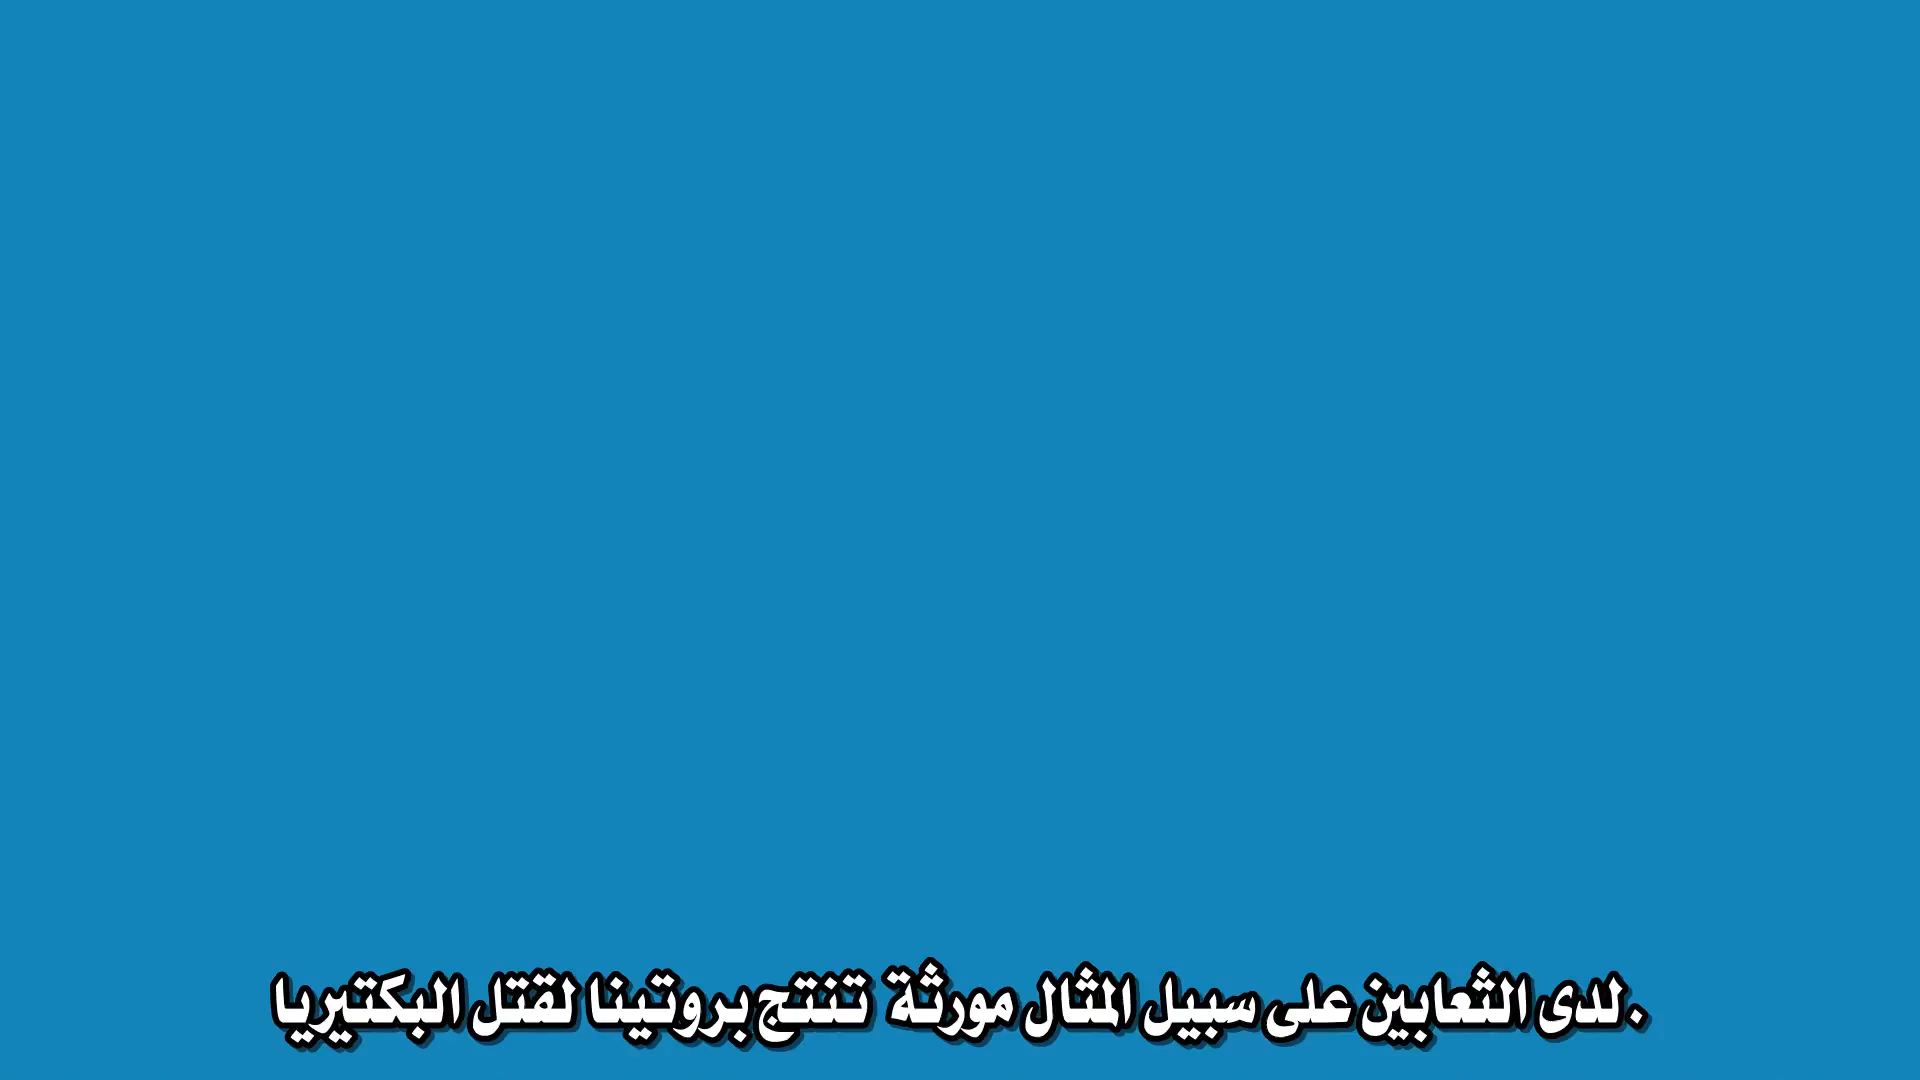 .لدى الثعابين على سبيل المثال مورثة تنتج بروتينا لقتل البكتيريا